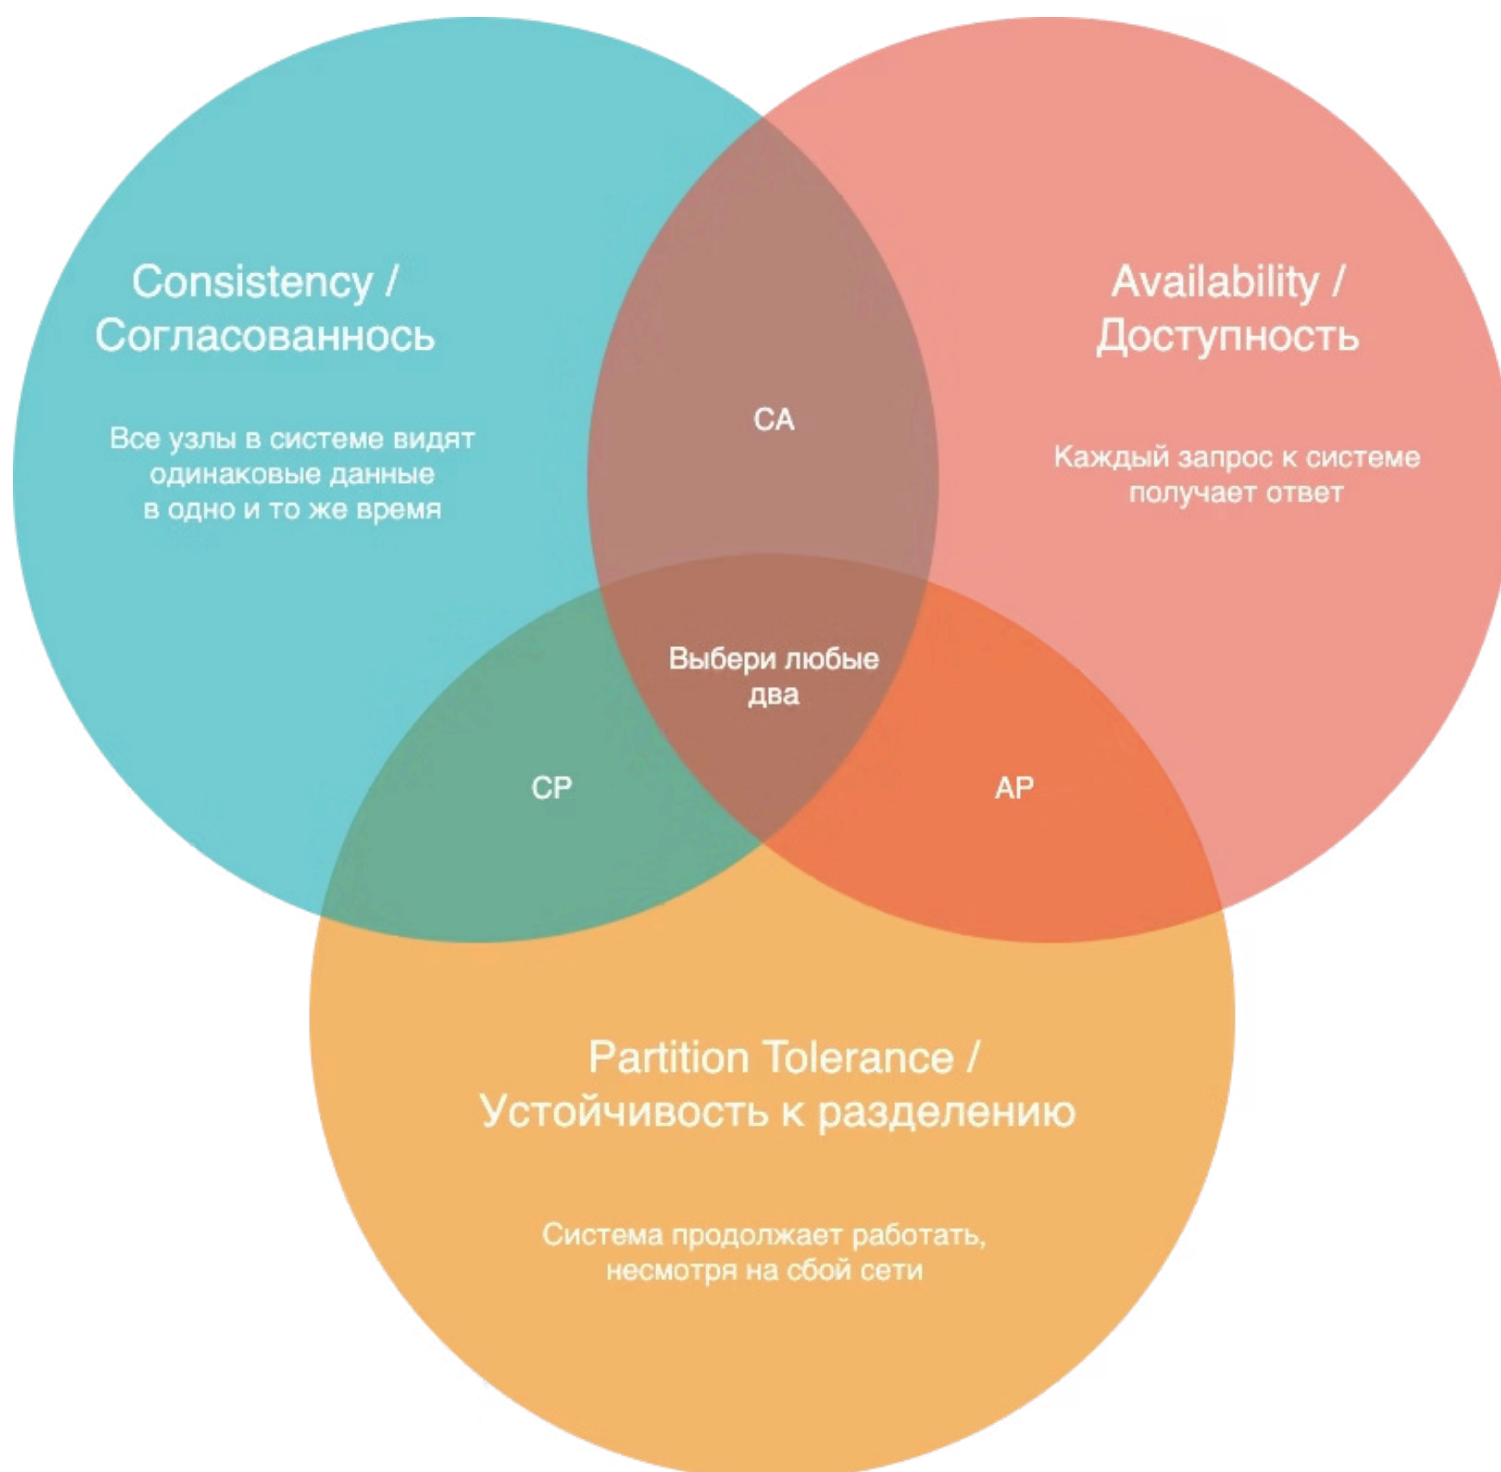 Consistency /
Согласованнось
Все узлы в системе видят
одинаковые данные
в одно и то же время
Availability /
Доступность
Каждый запрос к системе
получает ответ
CA
Выбери любые
два
CP
AP
Partition Tolerance /
Устойчивость к разделению
Система продолжает работать,
несмотря на сбой сети